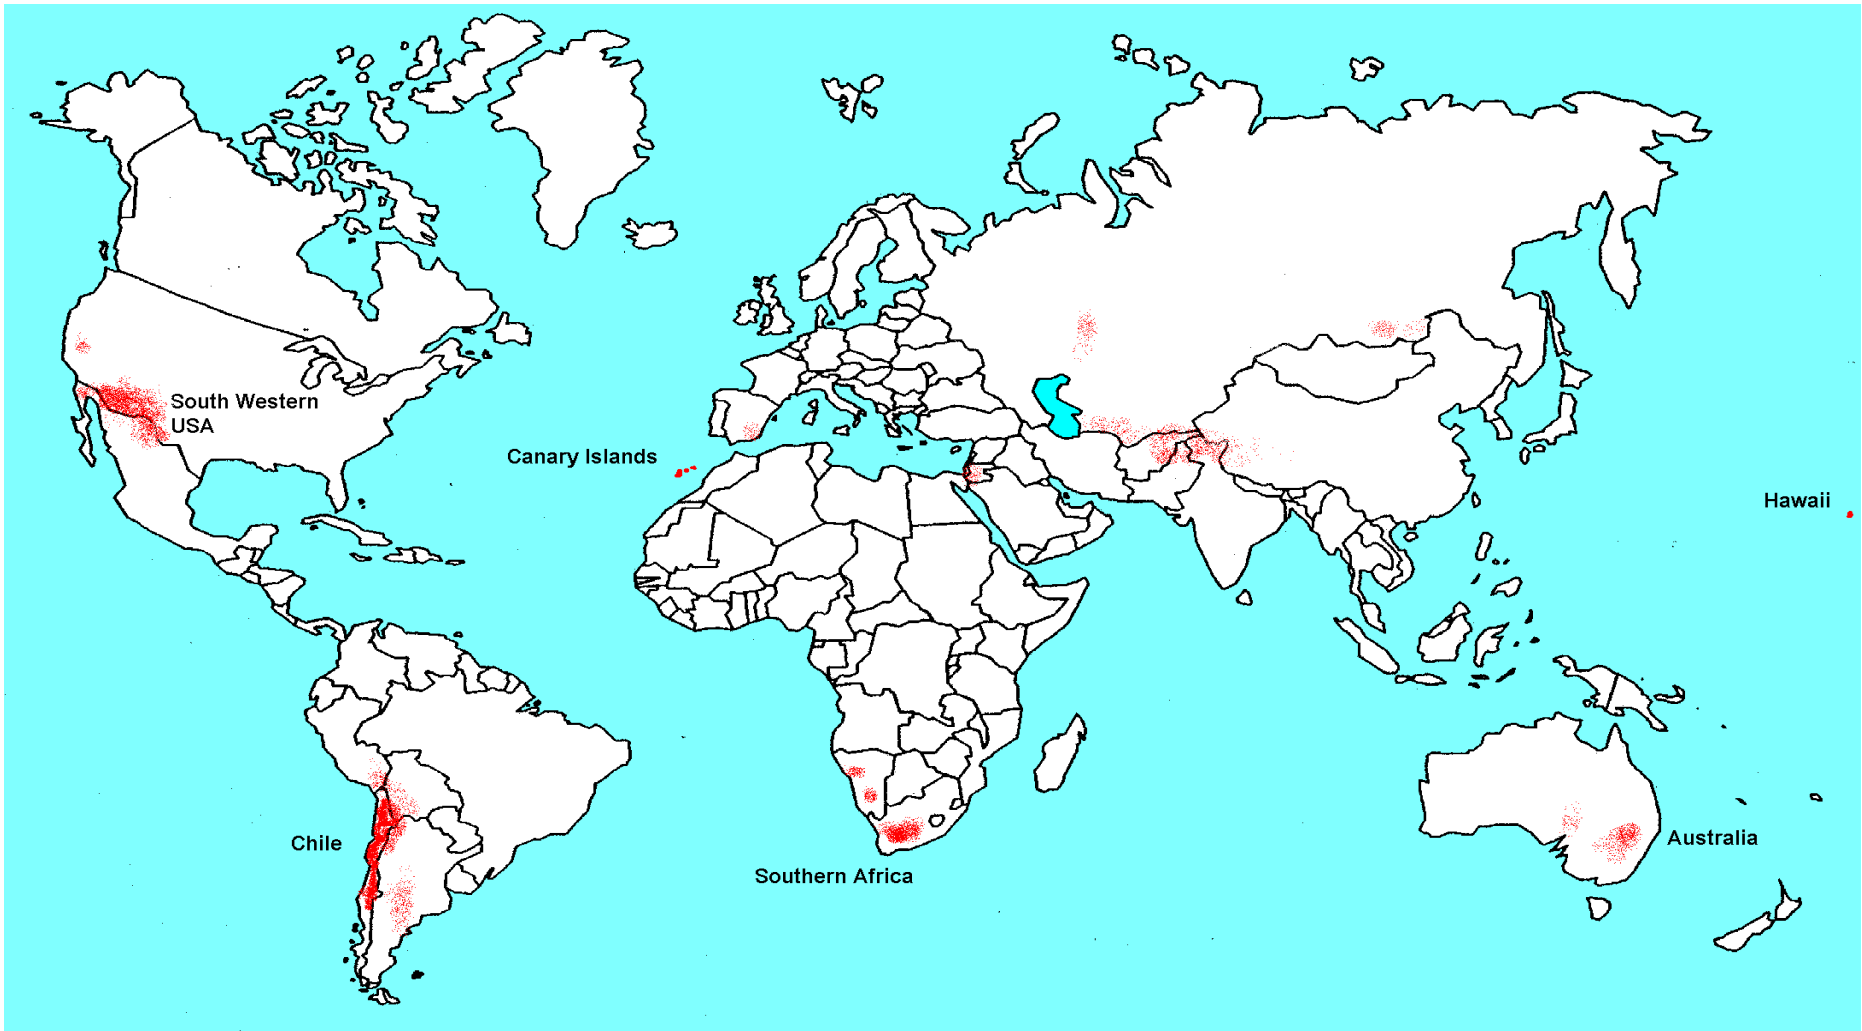 South Western
USA
Canary Islands
Hawaii
Chile
Australia
Southern Africa